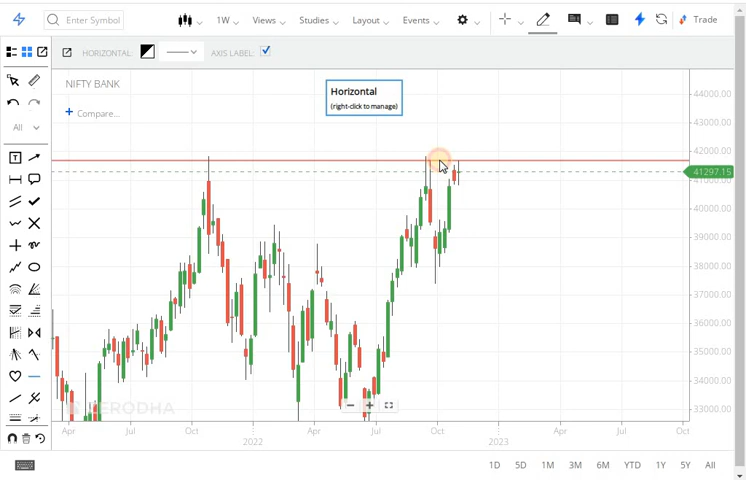 Enter Symbol
1W
Views
Studies
Layout
Events
Trade
HORIZONTAL:
AXIS LABEL:
NIFTY BANK
Compare...
Horizontal
(right-click to manage)
All
T
44000.00
43000.00
42000.00
41297.15
41000.00
40000.00
39000.00
38000.00
37000.00
36000.00
35000.00
34000.00
33000.00
ZERODHA
Apr
Jul
Oct
2022
Apr
Jul
Oct
2023
Apr
Jul
Oct
1D
5D
1M
3M
6M
YTD
1Y
5Y
All